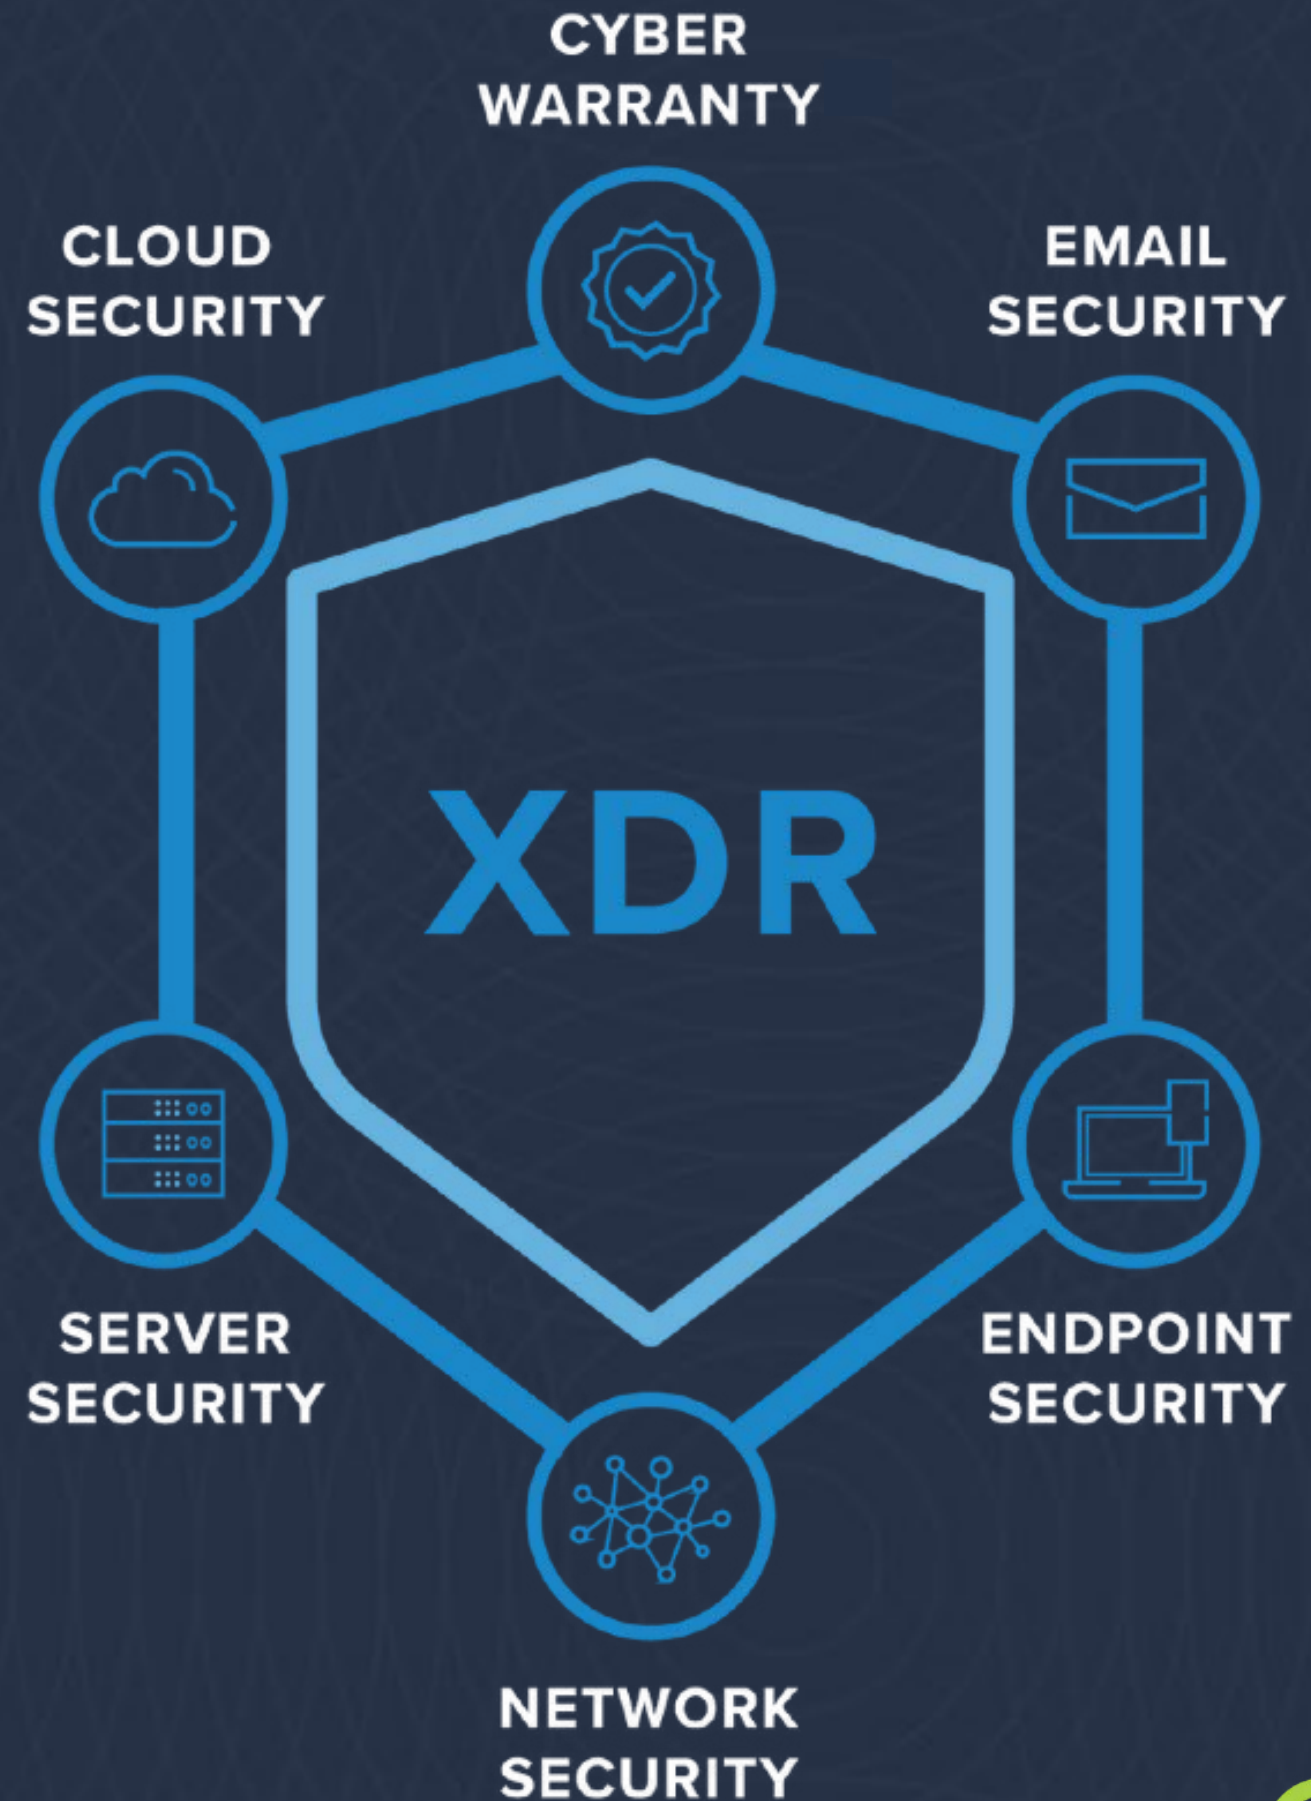 CYBER
WARRANTY
CLOUD
SECURITY
EMAIL
SECURITY
XDR
SERVER
SECURITY
ENDPOINT
SECURITY
NETWORK
SECURITY